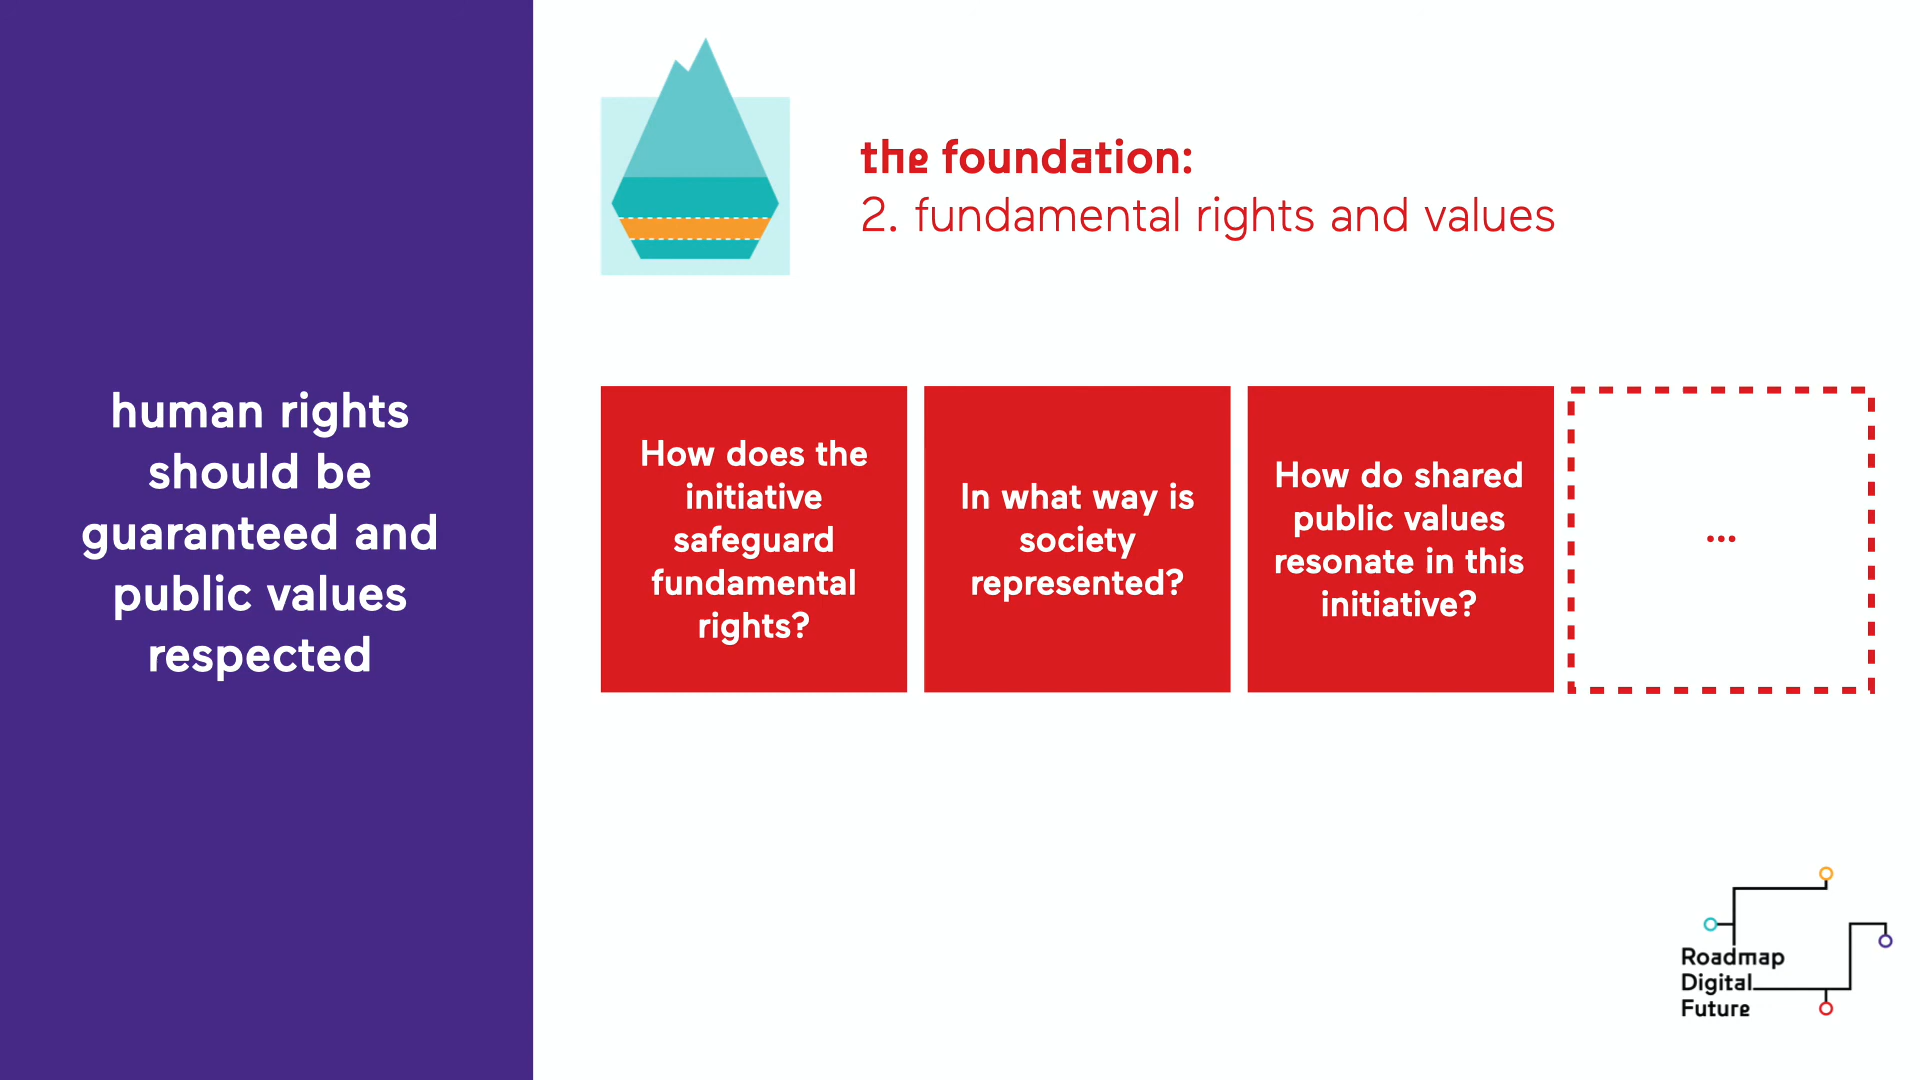 human rights
should be
guaranteed and
public values
respected
the foundation:
2. fundamental rights and values
How does the
initiative
safeguard
fundamental
rights?
In what way is
society
represented?
How do shared
public values
resonate in this
initiative?
...
Roadmap
Digital
Future